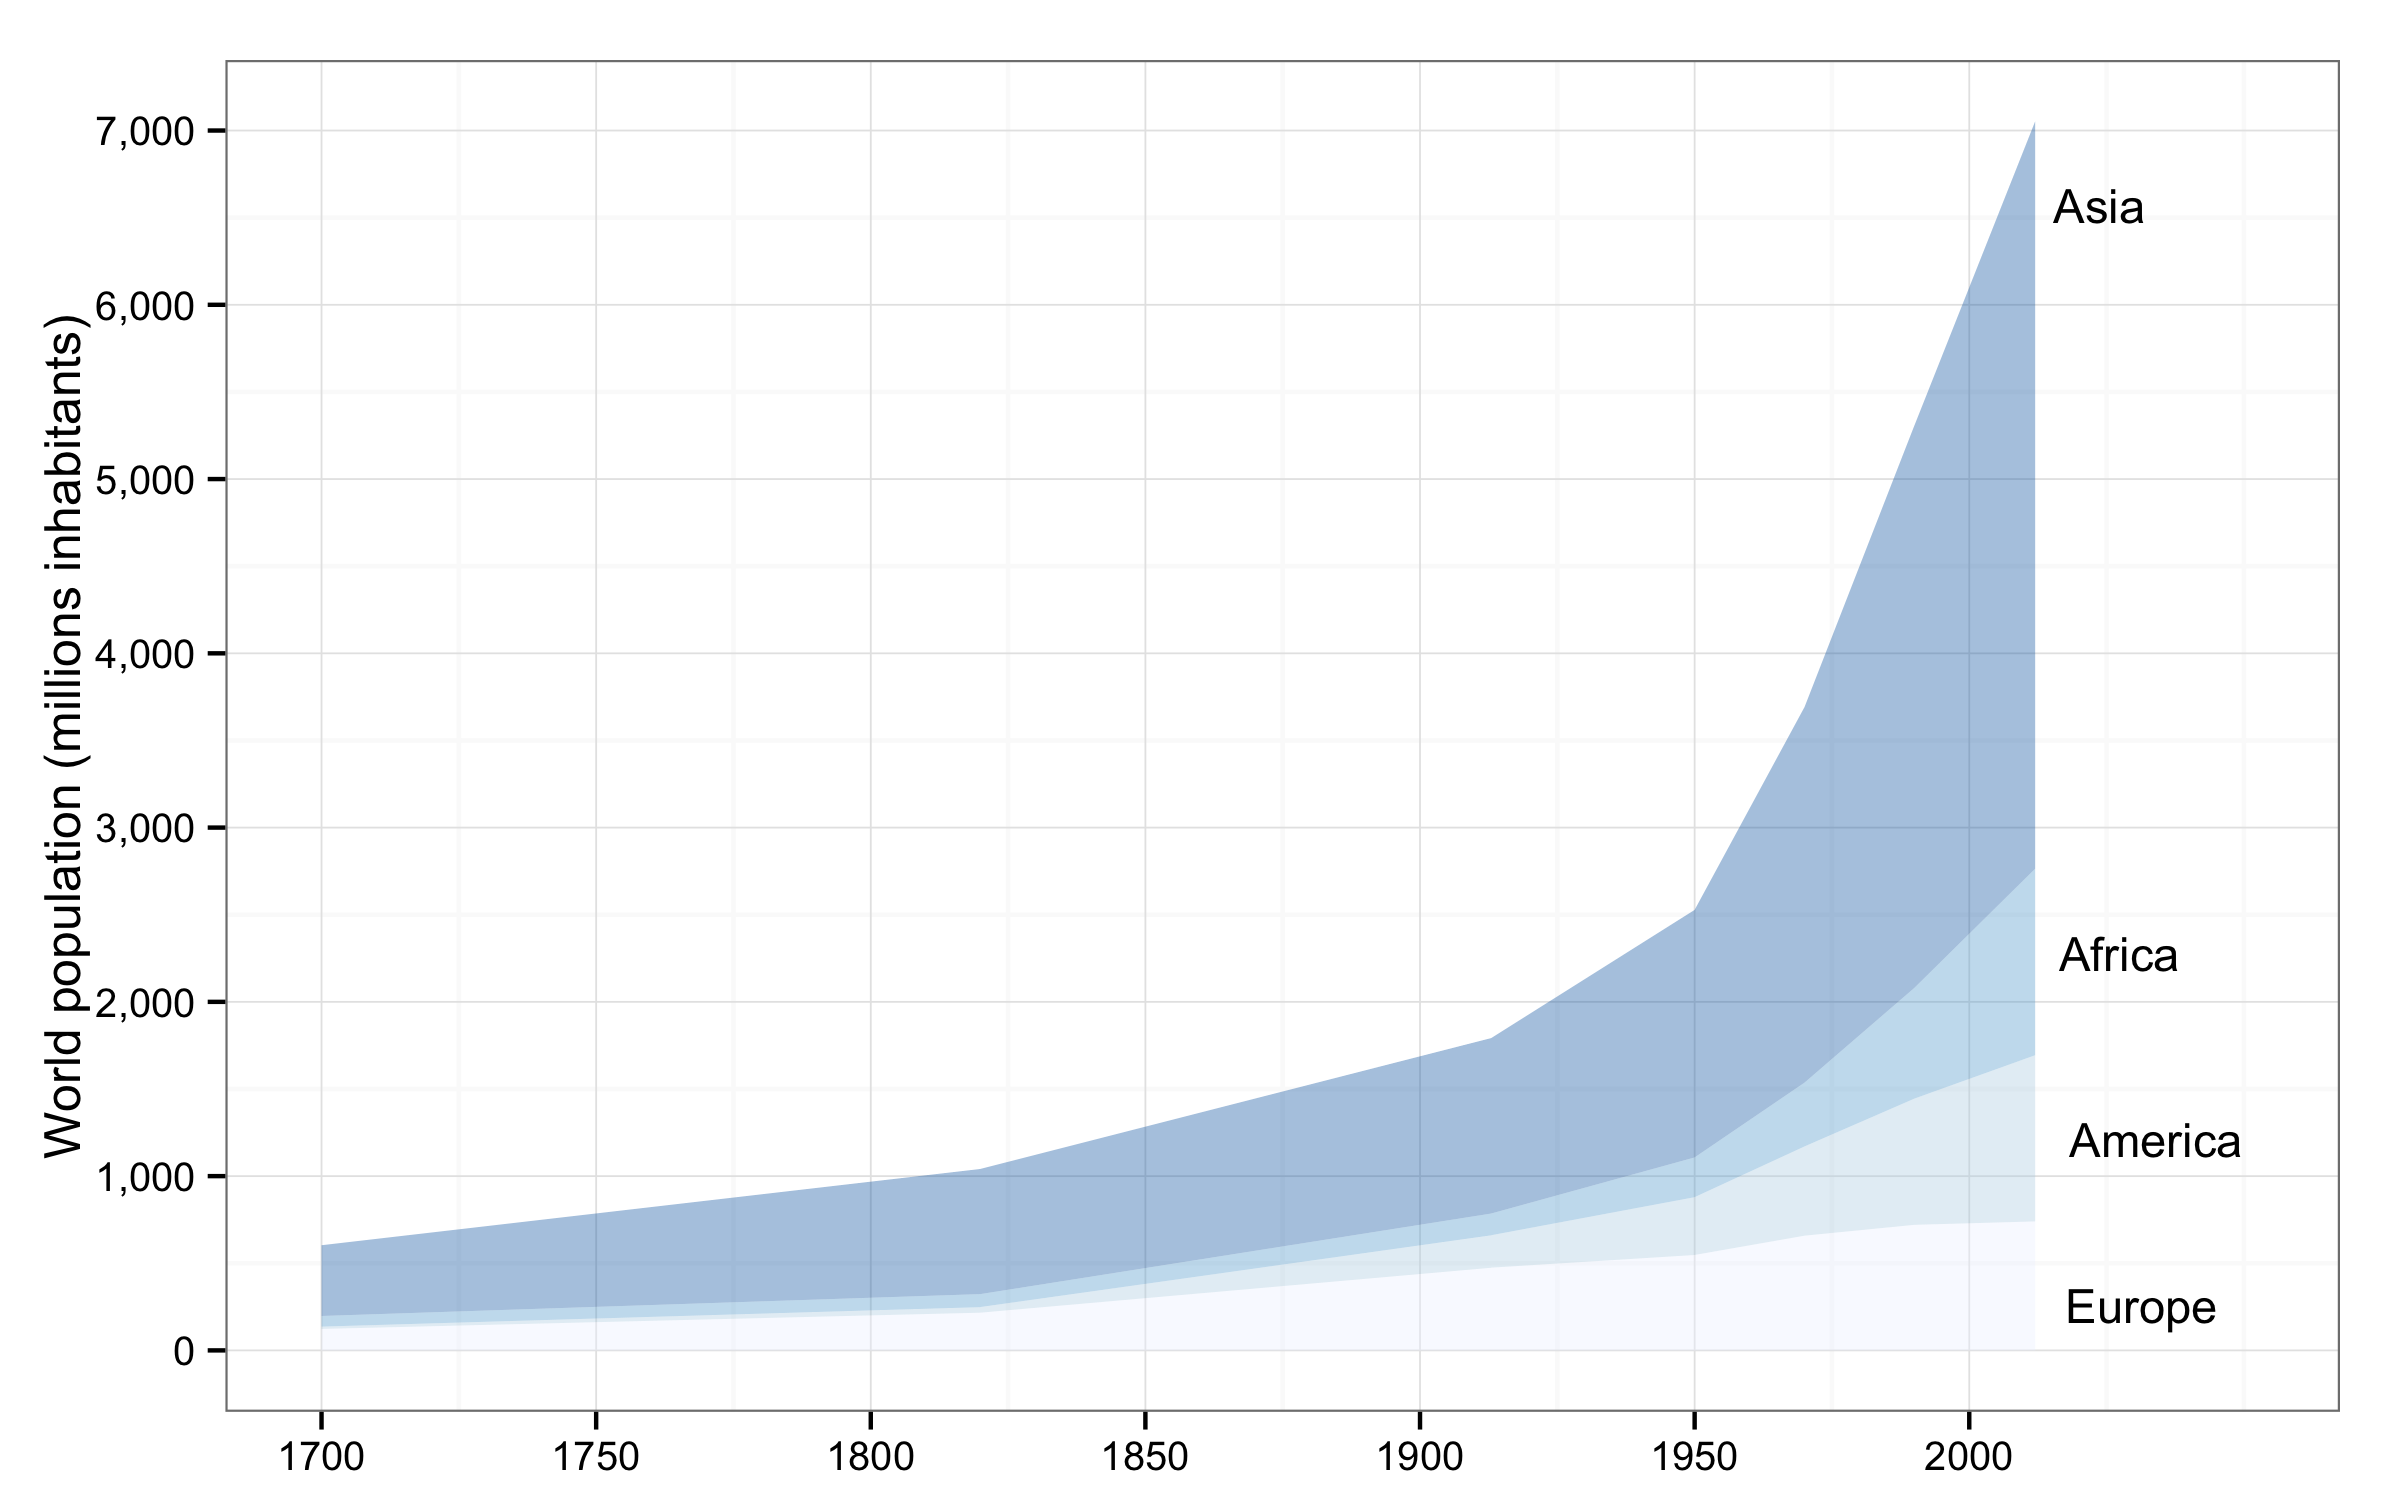 World population (millions inhabitants)
7,000
6,000
5,000
4,000
3,000
2,000
1,000
0
Asia
Africa
America
Europe
1700 1750 1800 1850 1900 1950 2000